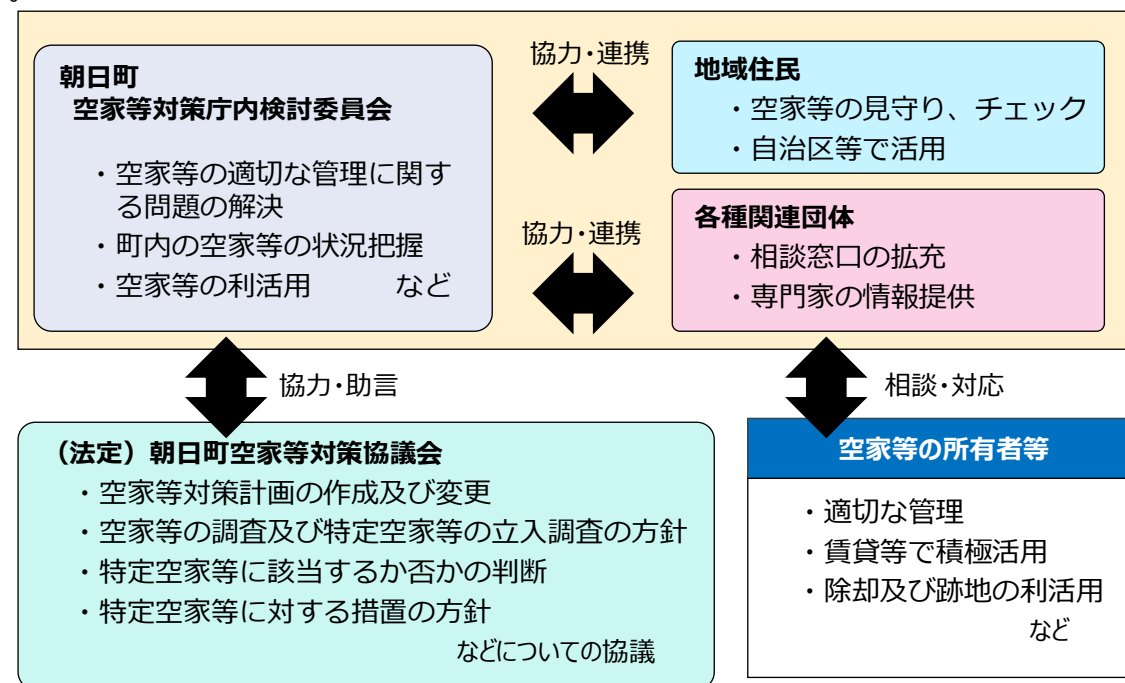 朝日町
空家等対策庁内検討委員会
・空家等の適切な管理に関す
る問題の解決
・町内の空家等の状況把握
・空家等の利活用　　　など
協力・連携
地域住民
・空家等の見守り、チェック
・自治区等で活用
協力・連携
各種関連団体
・相談窓口の拡充
・専門家の情報提供
協力・助言
相談・対応
（法定）朝日町空家等対策協議会
・空家等対策計画の作成及び変更
・空家等の調査及び特定空家等の立入調査の方針
・特定空家等に該当するか否かの判断
・特定空家等に対する措置の方針
などについての協議
空家等の所有者等
・適切な管理
・賃貸等で積極活用
・除却及び跡地の利活用
など